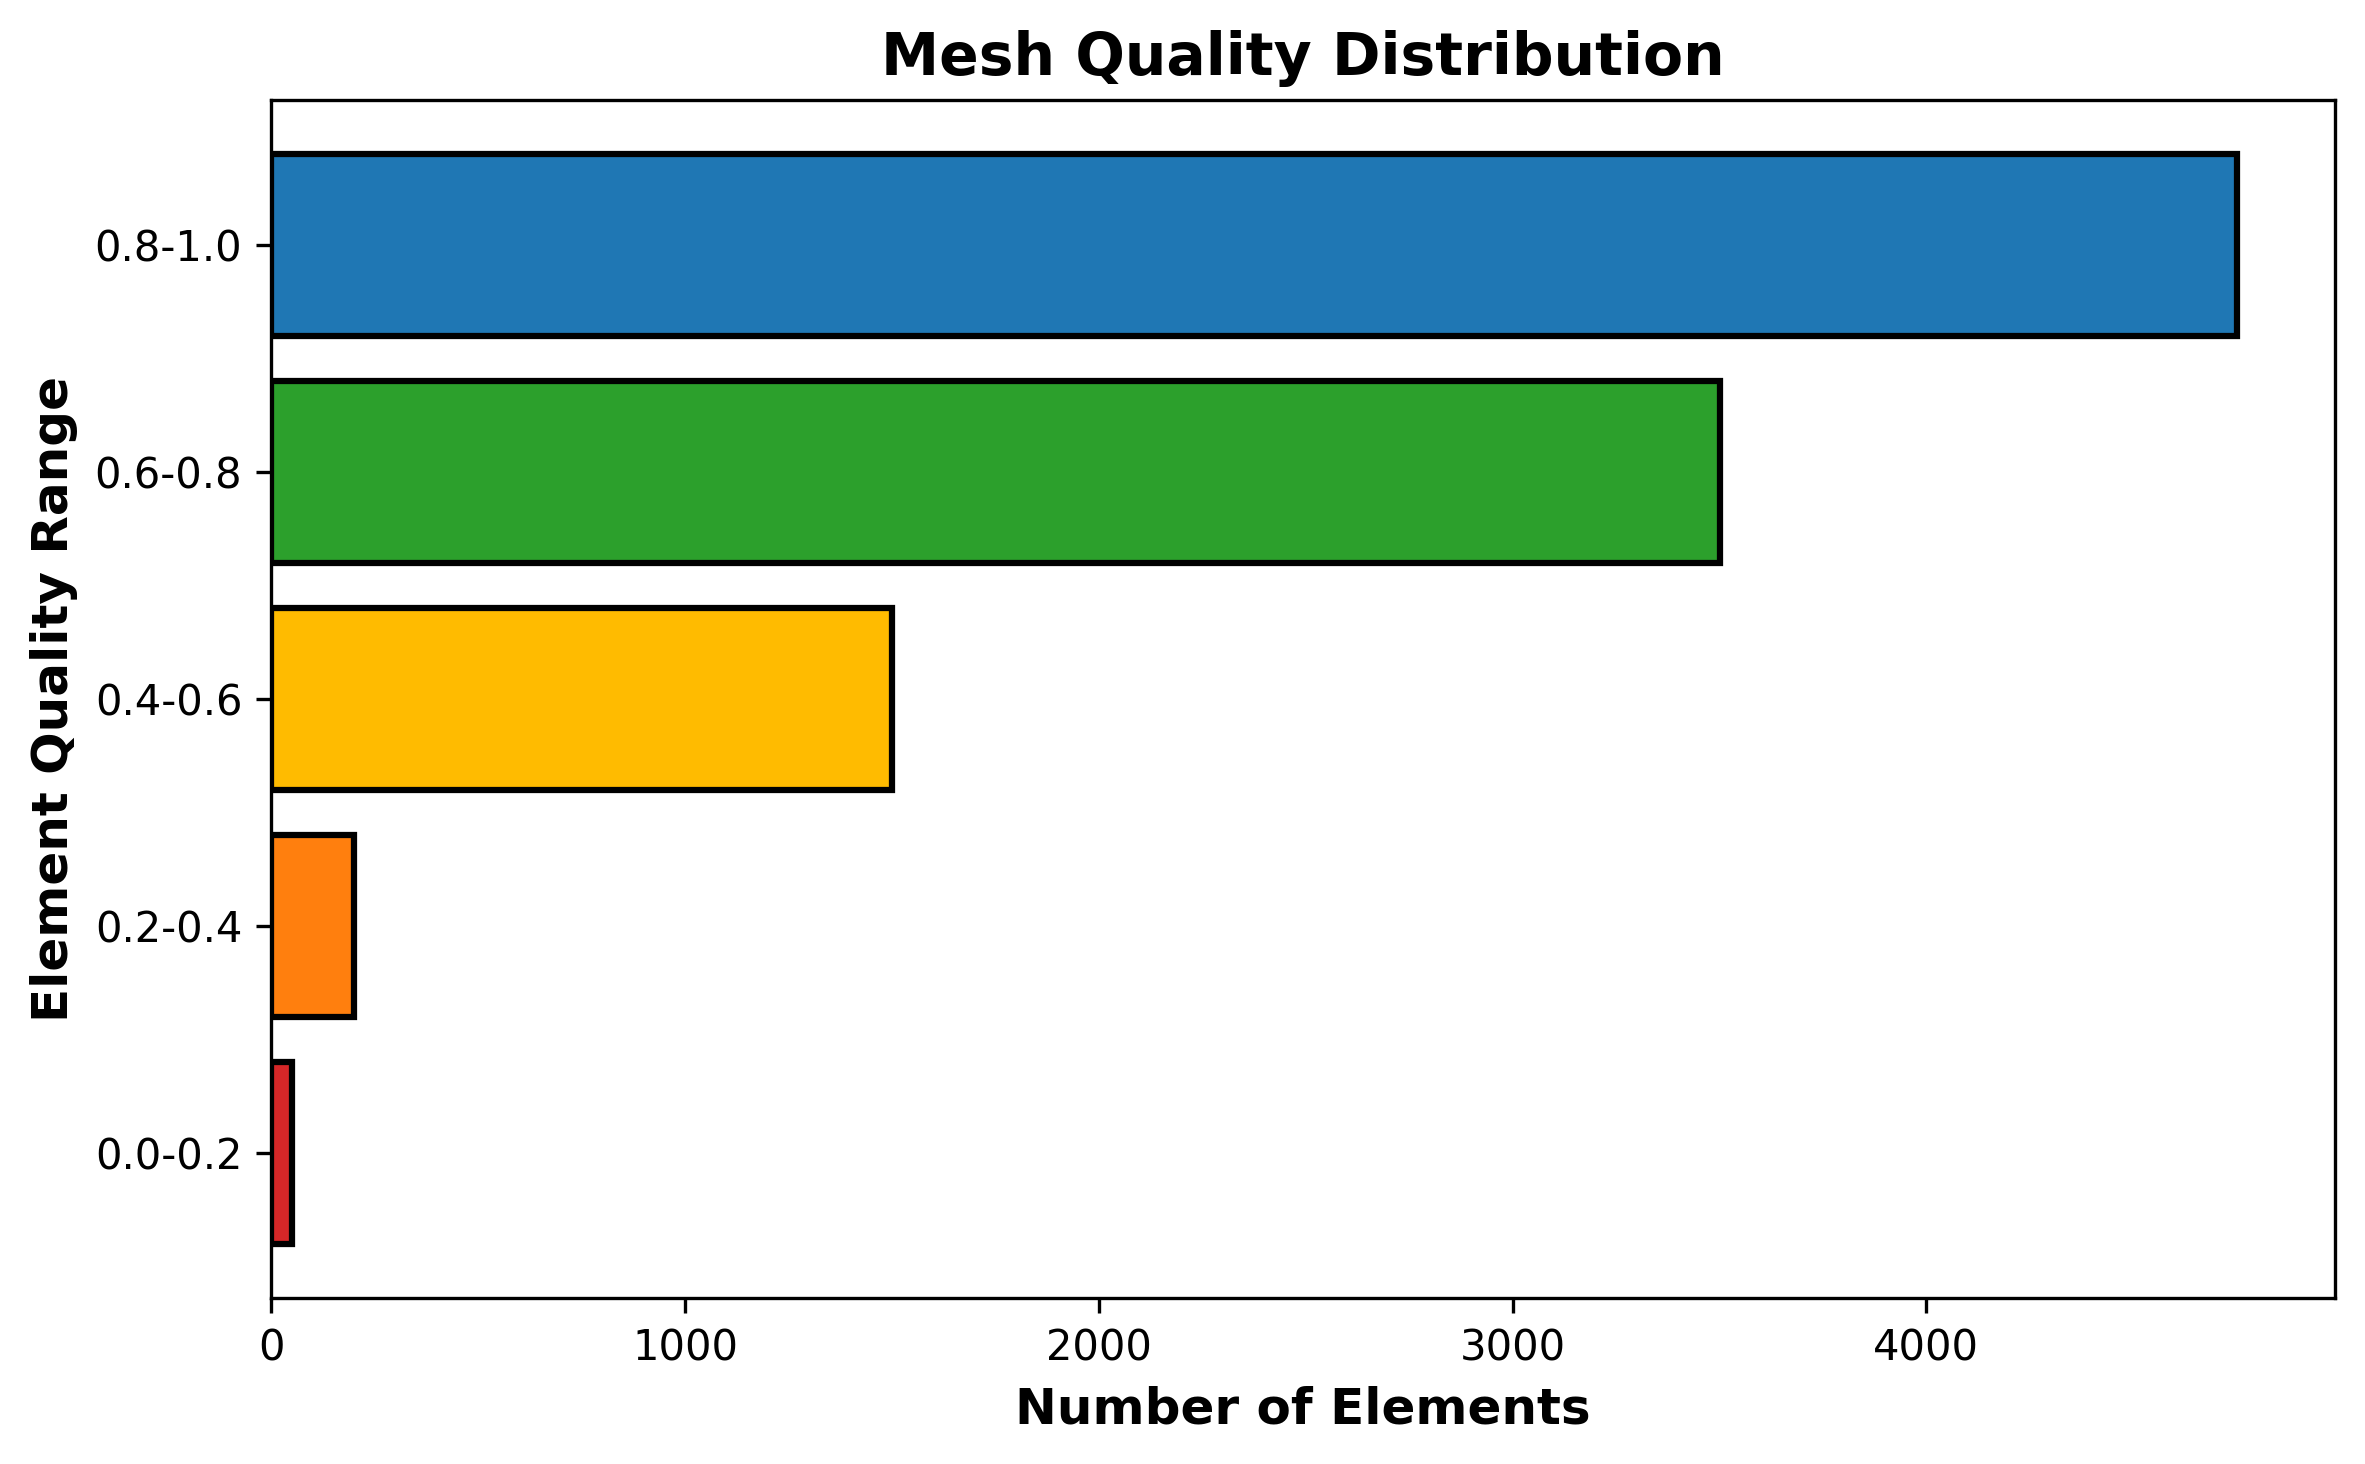 Mesh Quality Distribution
Element Quality Range
0.8-1.0
0.6-0.8
0.4-0.6
0.2-0.4
0.0-0.2
0 1000 2000 3000 4000
Number of Elements